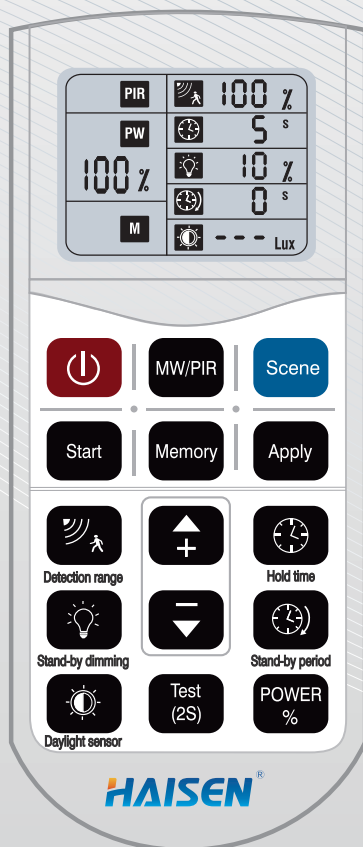 PIR
100 %
PW
5 s
100 %
10 %
0 s
M
--- Lux
MW/PIR
Scene
Start
Memory
Apply
+
Detection range
Hold time
−
Stand-by dimming
Stand-by period
Test
(2S)
POWER
%
Daylight sensor
HAISEN®